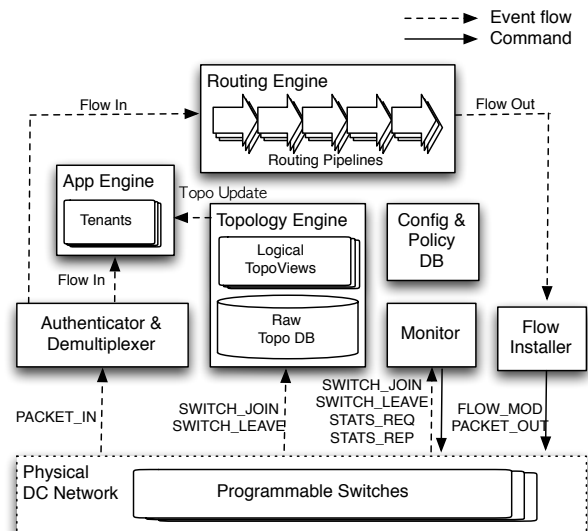 Event flow
Command
Routing Engine
Routing Pipelines
Flow In
Flow Out
App Engine
Tenants
Topo Update
Topology Engine
Logical
TopoViews
Raw
Topo DB
Config &
Policy
DB
Flow In
Authenticator &
Demultiplexer
Monitor
Flow
Installer
PACKET_IN
SWITCH_JOIN
SWITCH_LEAVE
SWITCH_JOIN
SWITCH_LEAVE
STATS_REQ
STATS_REP
FLOW_MOD
PACKET_OUT
Physical
DC Network
Programmable Switches